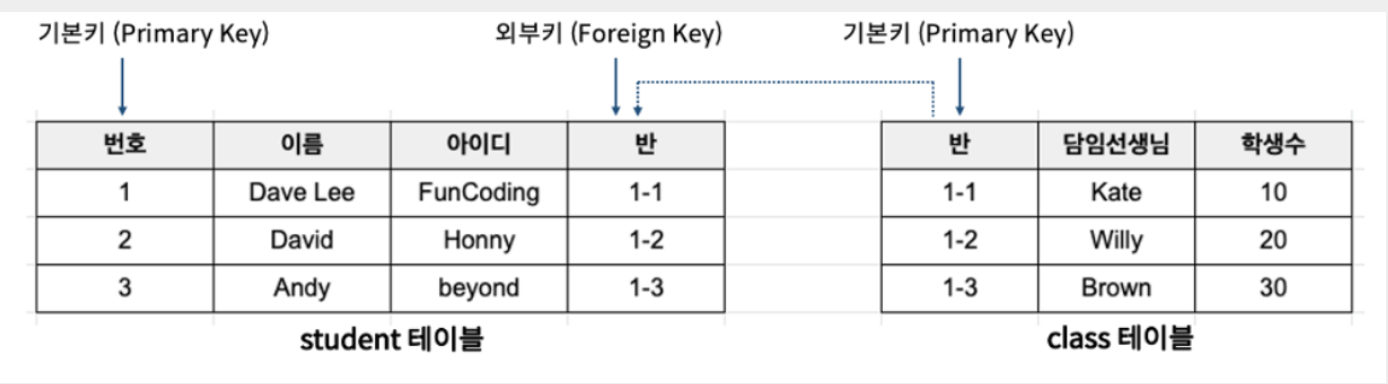 기본키 (Primary Key) 외부키 (Foreign Key) 기본키 (Primary Key)
번호 이름 아이디 반 반 담임선생님 학생수
1 Dave Lee FunCoding 1-1 1-1 Kate 10
2 David Honny 1-2 1-2 Willy 20
3 Andy beyond 1-3 1-3 Brown 30
student 테이블 class 테이블